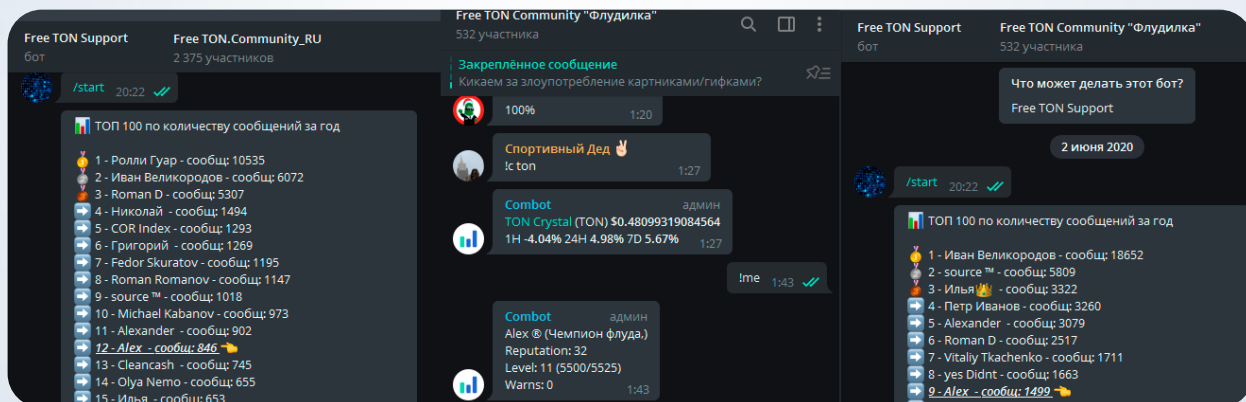 Free TON Support
бот
Free TON.Community_RU
2 375 участников
/start 20:22
ТОП 100 по количеству сообщений за год
1 - Ролли Гуар - сообщ: 10535
2 - Иван Великородов - сообщ: 6072
3 - Roman D - сообщ: 5307
4 - Николай - сообщ: 1494
5 - COR Index - сообщ: 1293
6 - Григорий - сообщ: 1269
7 - Fedor Skuratov - сообщ: 1195
8 - Roman Romanov - сообщ: 1147
9 - source ™ - сообщ: 1018
10 - Michael Kabanov - сообщ: 973
11 - Alexander - сообщ: 902
12 - Alex - сообщ: 846
13 - Cleancash - сообщ: 745
14 - Olya Nemo - сообщ: 655
15 - Илья - сообщ: 653
Free TON Community "Флудилка"
532 участника
Закреплённое сообщение
Кикаем за злоупотребление картниками/гифками?
100% 1:20
Спортивный Дед
!c ton 1:27
Combot админ
TON Crystal (TON) $0.48099319084564
1H -4.04% 24H 4.98% 7D 5.67% 1:27
!me 1:43
Combot админ
Alex ® (Чемпион флуда,)
Reputation: 32
Level: 11 (5500/5525)
Warns: 0 1:43
Free TON Support
бот
Free TON Community "Флудилка"
532 участника
Что может делать этот бот?
Free TON Support
2 июня 2020
/start 20:22
ТОП 100 по количеству сообщений за год
1 - Иван Великородов - сообщ: 18652
2 - source ™ - сообщ: 5809
3 - Илья - сообщ: 3322
4 - Петр Иванов - сообщ: 3260
5 - Alexander - сообщ: 3079
6 - Roman D - сообщ: 2517
7 - Vitaliy Tkachenko - сообщ: 1711
8 - yes Didnt - сообщ: 1663
9 - Alex - сообщ: 1499